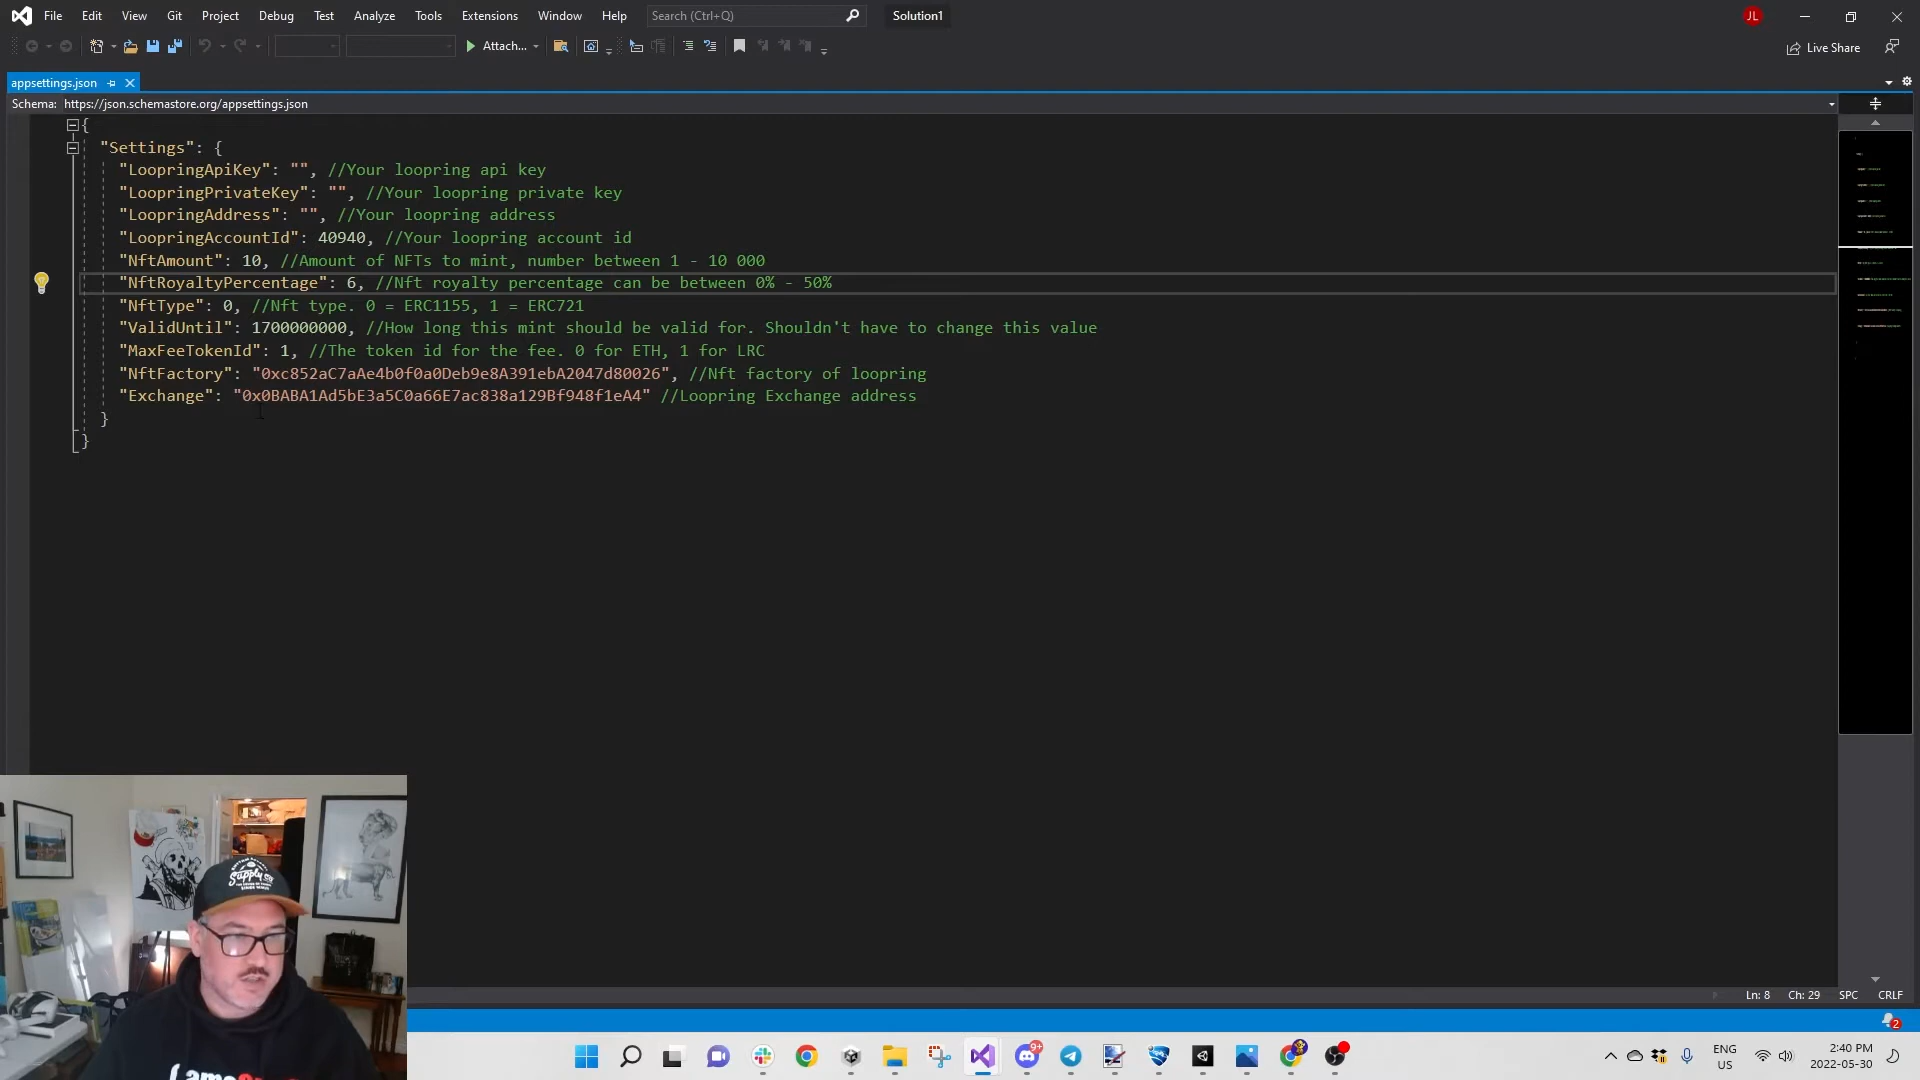 File Edit View Git Project Debug Test Analyze Tools Extensions Window Help Search (Ctrl+Q) Solution1 JL
Attach... Live Share
appsettings.json
Schema: https://json.schemastore.org/appsettings.json
{
"Settings": {
"LoopringApiKey": "", //Your loopring api key
"LoopringPrivateKey": "", //Your loopring private key
"LoopringAddress": "", //Your loopring address
"LoopringAccountId": 40940, //Your loopring account id
"NftAmount": 10, //Amount of NFTs to mint, number between 1 - 10 000
"NftRoyaltyPercentage": 6, //Nft royalty percentage can be between 0% - 50%
"NftType": 0, //Nft type. 0 = ERC1155, 1 = ERC721
"ValidUntil": 1700000000, //How long this mint should be valid for. Shouldn't have to change this value
"MaxFeeTokenId": 1, //The token id for the fee. 0 for ETH, 1 for LRC
"NftFactory": "0xc852aC7aAe4b0f0a0Deb9e8A391ebA2047d80026", //Nft factory of loopring
"Exchange": "0x0BABA1Ad5bE3a5C0a66E7ac838a129Bf948f1eA4" //Loopring Exchange address
}
}
Supply Co
Ln: 8 Ch: 29 SPC CRLF
2
9+
ENG
US
2:40 PM
2022-05-30